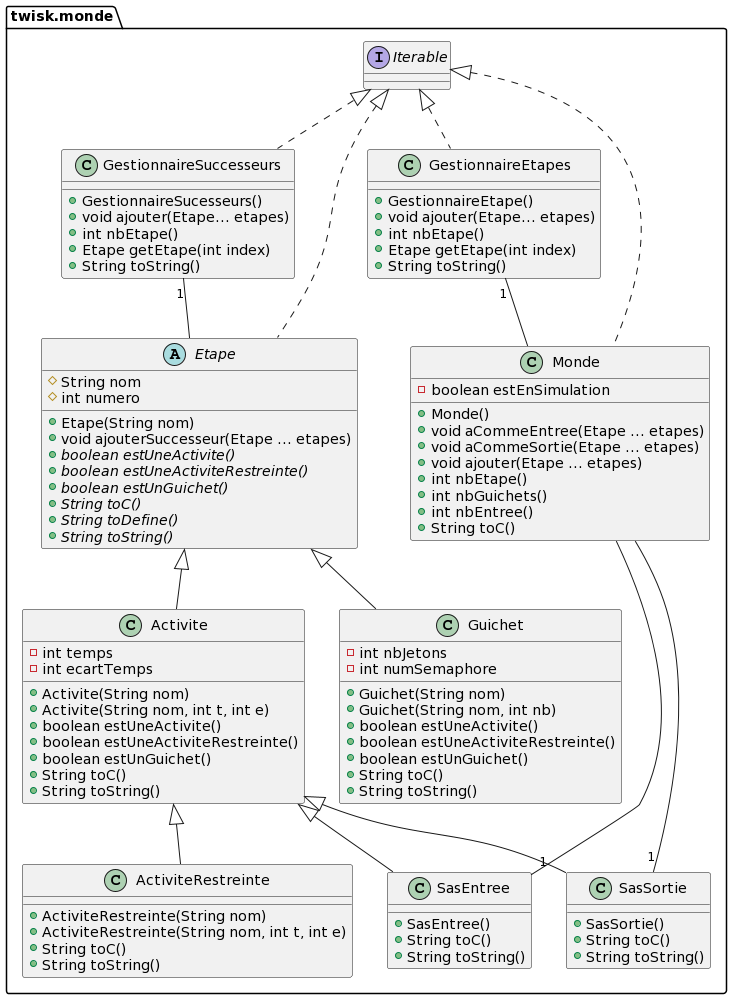 twisk.monde
I Iterable
C GestionnaireSuccesseurs
GestionnaireSucesseurs()
void ajouter(Etape... etapes)
int nbEtape()
Etape getEtape(int index)
String toString()
C GestionnaireEtapes
GestionnaireEtape()
void ajouter(Etape... etapes)
int nbEtape()
Etape getEtape(int index)
String toString()
1
1
A Etape
String nom
int numero
Etape(String nom)
void ajouterSuccesseur(Etape ... etapes)
boolean estUneActivite()
boolean estUneActiviteRestreinte()
boolean estUnGuichet()
String toC()
String toDefine()
String toString()
C Monde
boolean estEnSimulation
Monde()
void aCommeEntree(Etape ... etapes)
void aCommeSortie(Etape ... etapes)
void ajouter(Etape ... etapes)
int nbEtape()
int nbGuichets()
int nbEntree()
String toC()
C Activite
int temps
int ecartTemps
Activite(String nom)
Activite(String nom, int t, int e)
boolean estUneActivite()
boolean estUneActiviteRestreinte()
boolean estUnGuichet()
String toC()
String toString()
C Guichet
int nbJetons
int numSemaphore
Guichet(String nom)
Guichet(String nom, int nb)
boolean estUneActivite()
boolean estUneActiviteRestreinte()
boolean estUnGuichet()
String toC()
String toString()
1
1
C ActiviteRestreinte
ActiviteRestreinte(String nom)
ActiviteRestreinte(String nom, int t, int e)
String toC()
String toString()
C SasEntree
SasEntree()
String toC()
String toString()
C SasSortie
SasSortie()
String toC()
String toString()